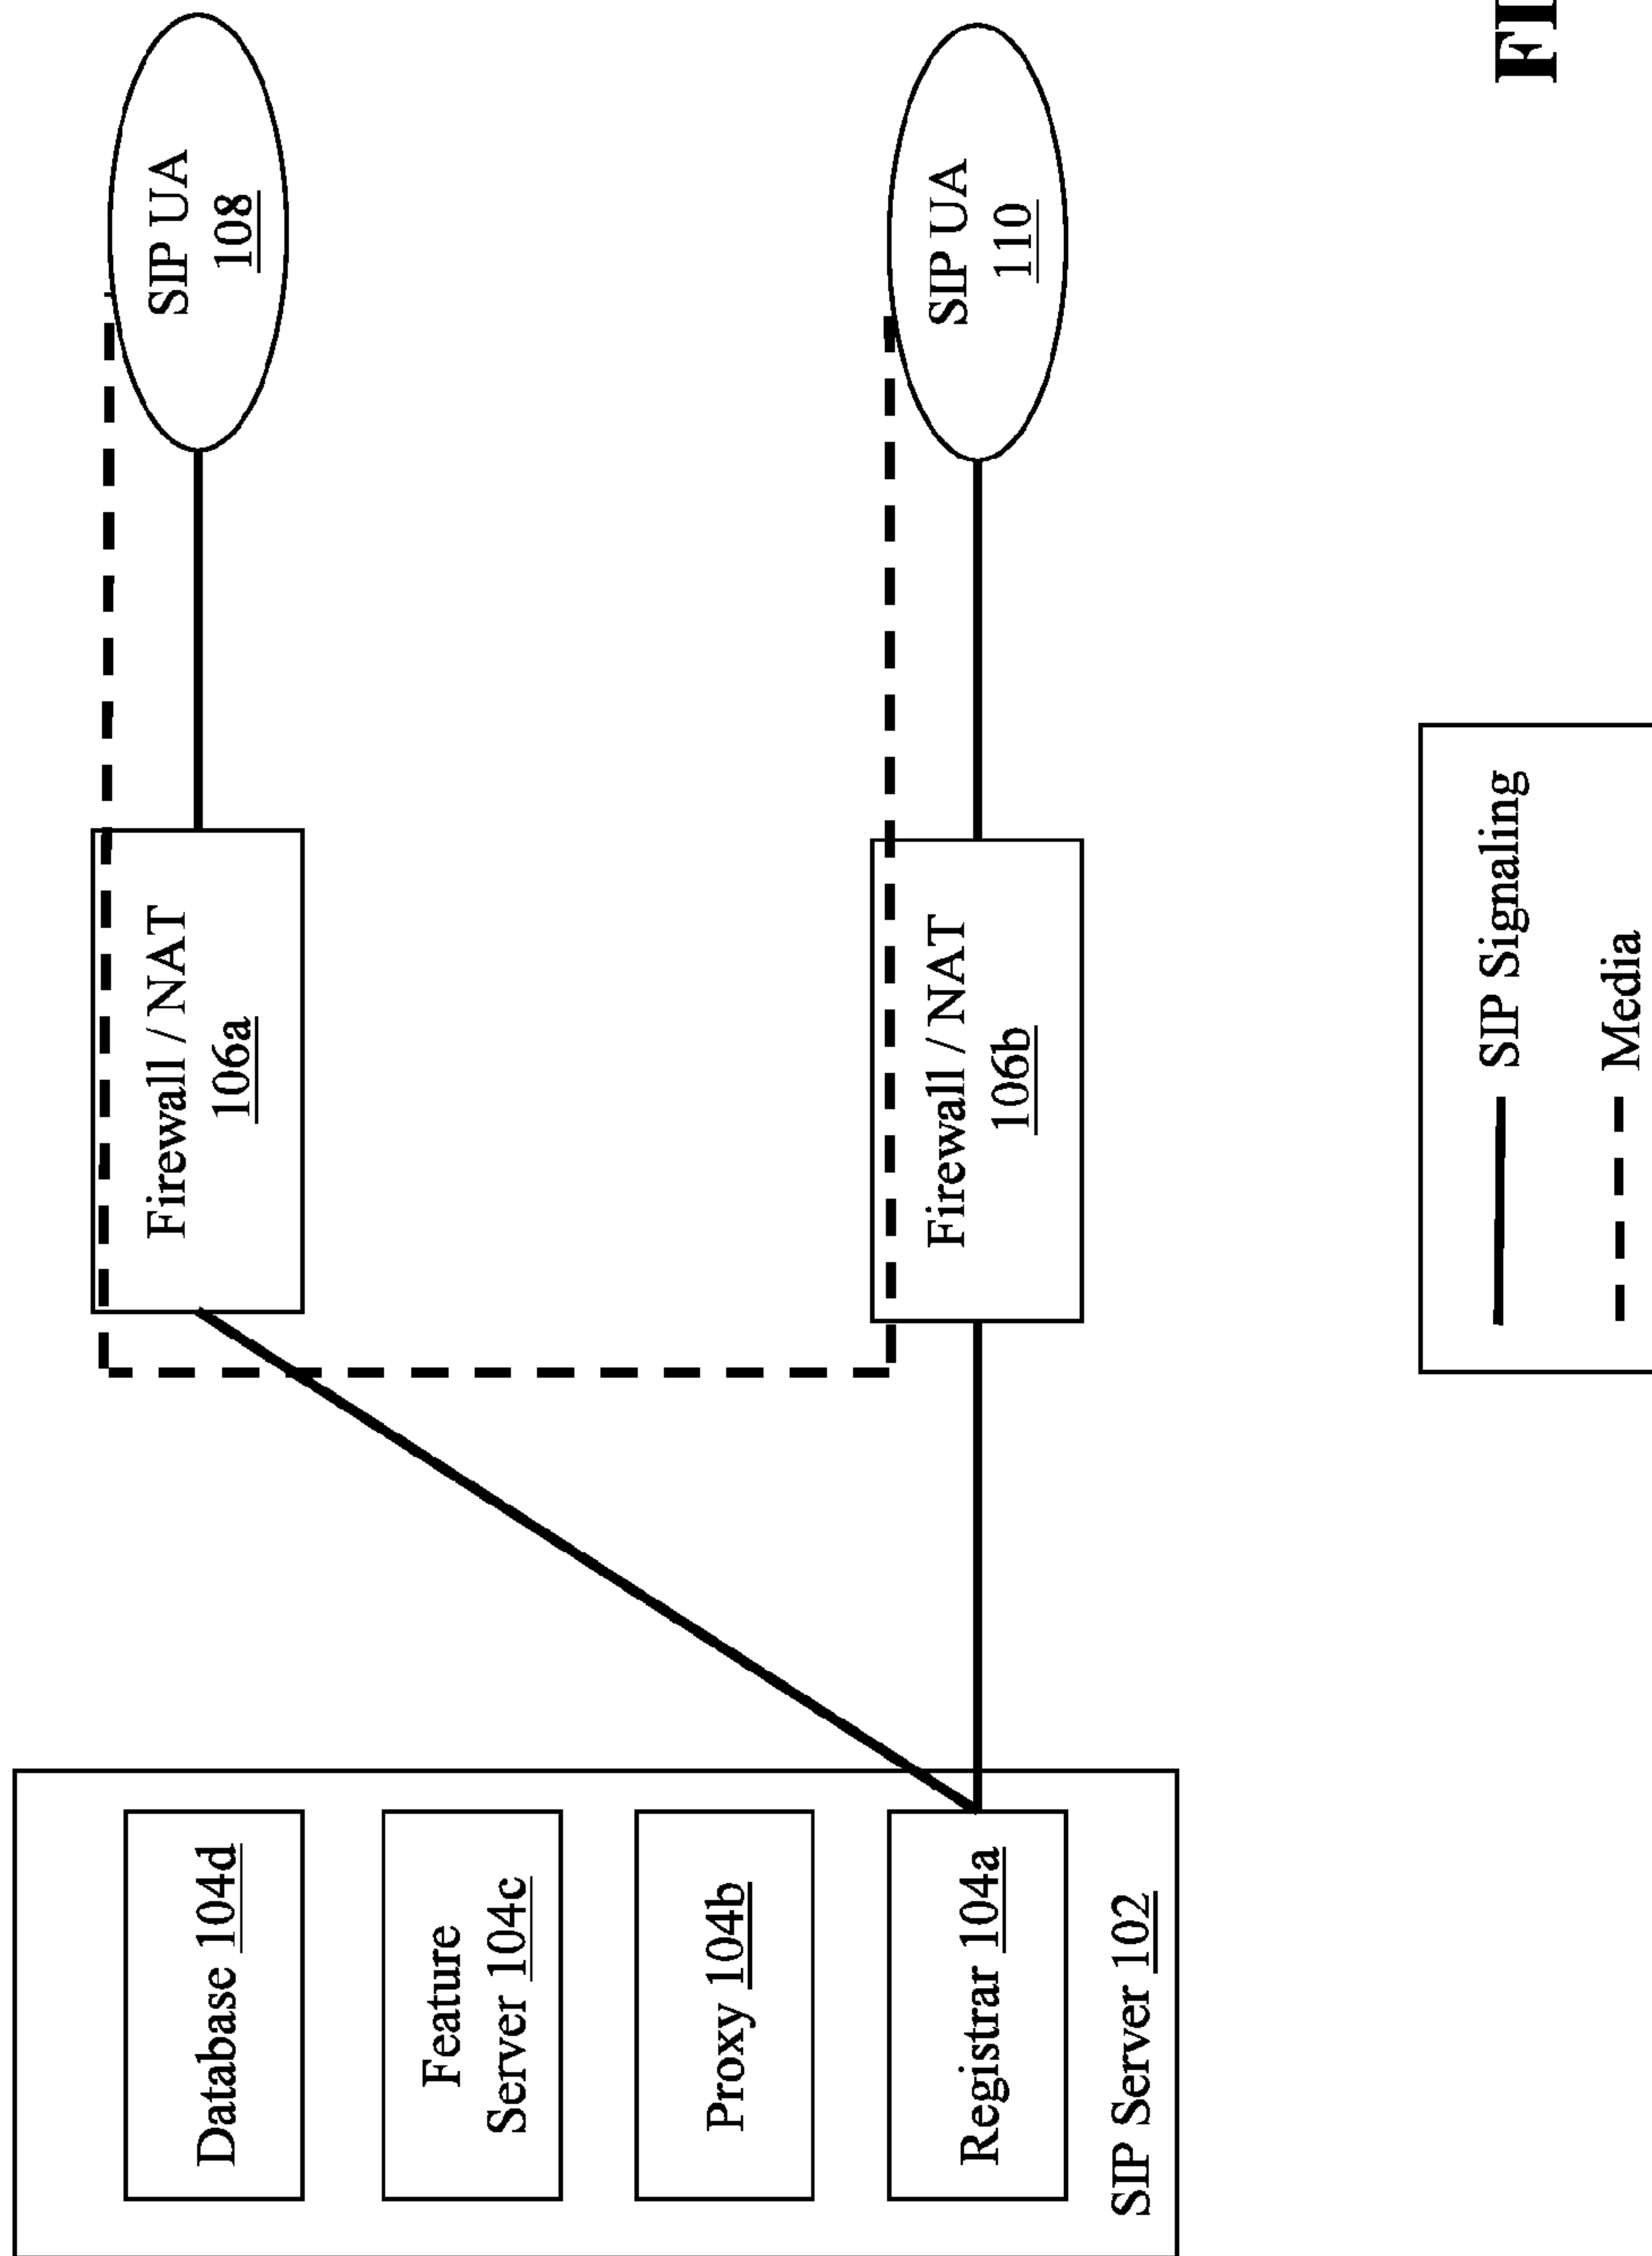 Database 104d
Feature
Server 104c
Proxy 104b
Registrar 104a
SIP Server 102
Firewall / NAT
106a
Firewall / NAT
106b
SIP UA
108
SIP UA
110
SIP Signaling
Media